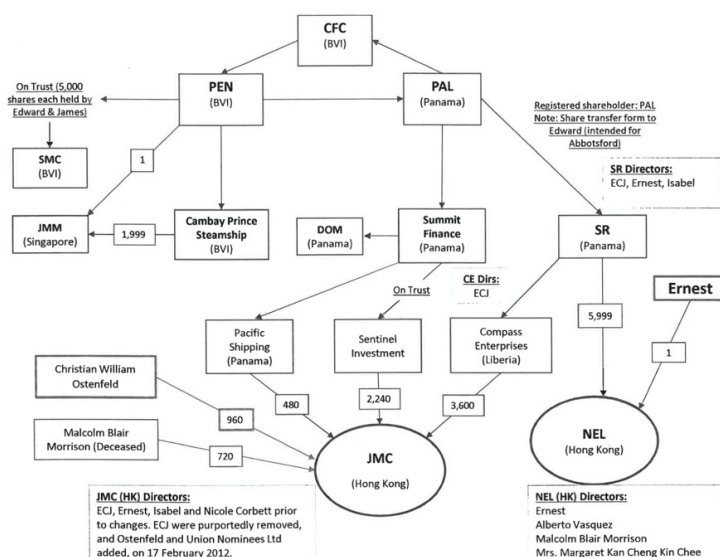 CFC
(BVI)
On Trust (5,000
shares each held by
Edward & James)
PEN
(BVI)
PAL
(Panama)
Registered shareholder: PAL
Note: Share transfer form to
Edward (intended for
Abbotsford)
SMC
(BVI)
1
SR Directors:
ECJ, Ernest, Isabel
JMM
(Singapore)
1,999
Cambay Prince
Steamship
(BVI)
DOM
(Panama)
Summit
Finance
(Panama)
SR
(Panama)
On Trust
CE Dirs:
ECJ
Ernest
Pacific
Shipping
(Panama)
Sentinel
Investment
Compass
Enterprises
(Liberia)
5,999
1
Christian William
Ostenfeld
960
480
2,240
3,600
Malcolm Blair
Morrison (Deceased)
720
JMC
(Hong Kong)
NEL
(Hong Kong)
JMC (HK) Directors:
ECJ, Ernest, Isabel and Nicole Corbett prior
to changes. ECJ were purportedly removed,
and Ostenfeld and Union Nominees Ltd
added, on 17 February 2012.
NEL (HK) Directors:
Ernest
Alberto Vasquez
Malcolm Blair Morrison
Mrs. Margaret Kan Cheng Kin Chee